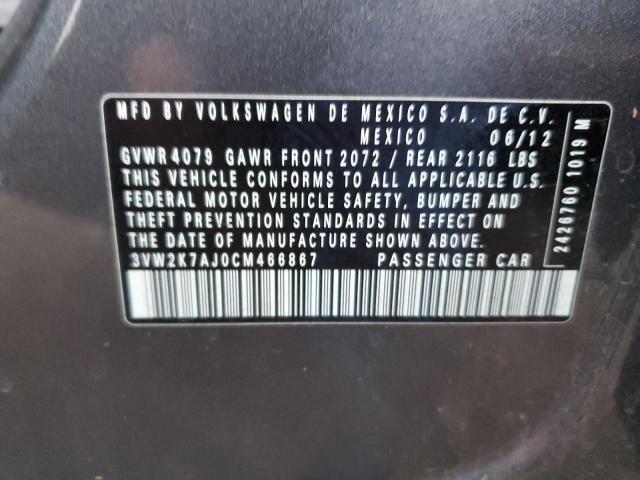 MFD BY VOLKSWAGEN DE MEXICO S.A. DE C.V.
MEXICO 06/12
GVWR 4079 GAWR FRONT 2072 / REAR 2116 LBS
THIS VEHICLE CONFORMS TO ALL APPLICABLE U.S.
FEDERAL MOTOR VEHICLE SAFETY, BUMPER AND
THEFT PREVENTION STANDARDS IN EFFECT ON
THE DATE OF MANUFACTURE SHOWN ABOVE.
3VW2K7AJ0CM466867 PASSENGER CAR
2426760 1019 M